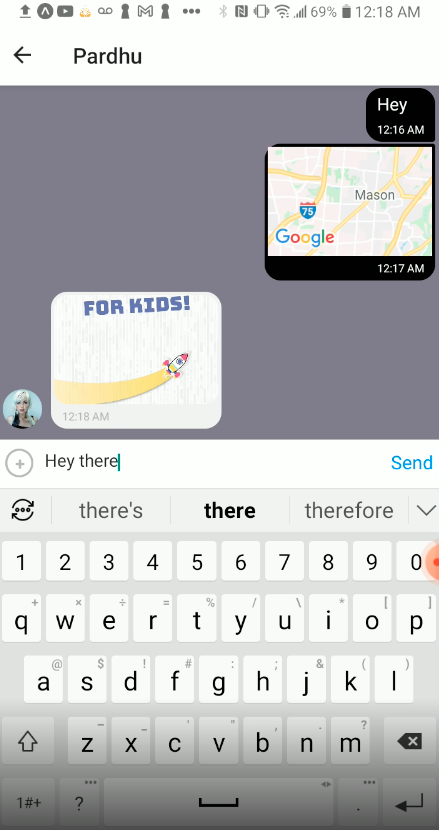 69% 12:18 AM
Pardhu
Hey
12:16 AM
Mason
75
Google
12:17 AM
FOR KIDS!
12:18 AM
Hey there
Send
there's there therefore
1 2 3 4 5 6 7 8 9 0
+ × ÷ = % / \ * [ ]
q w e r t y u i o p
@ $ ! # : ; & ( )
a s d f g h j k l
– _ ' " , . ?
z x c v b n m
1#+ ? .